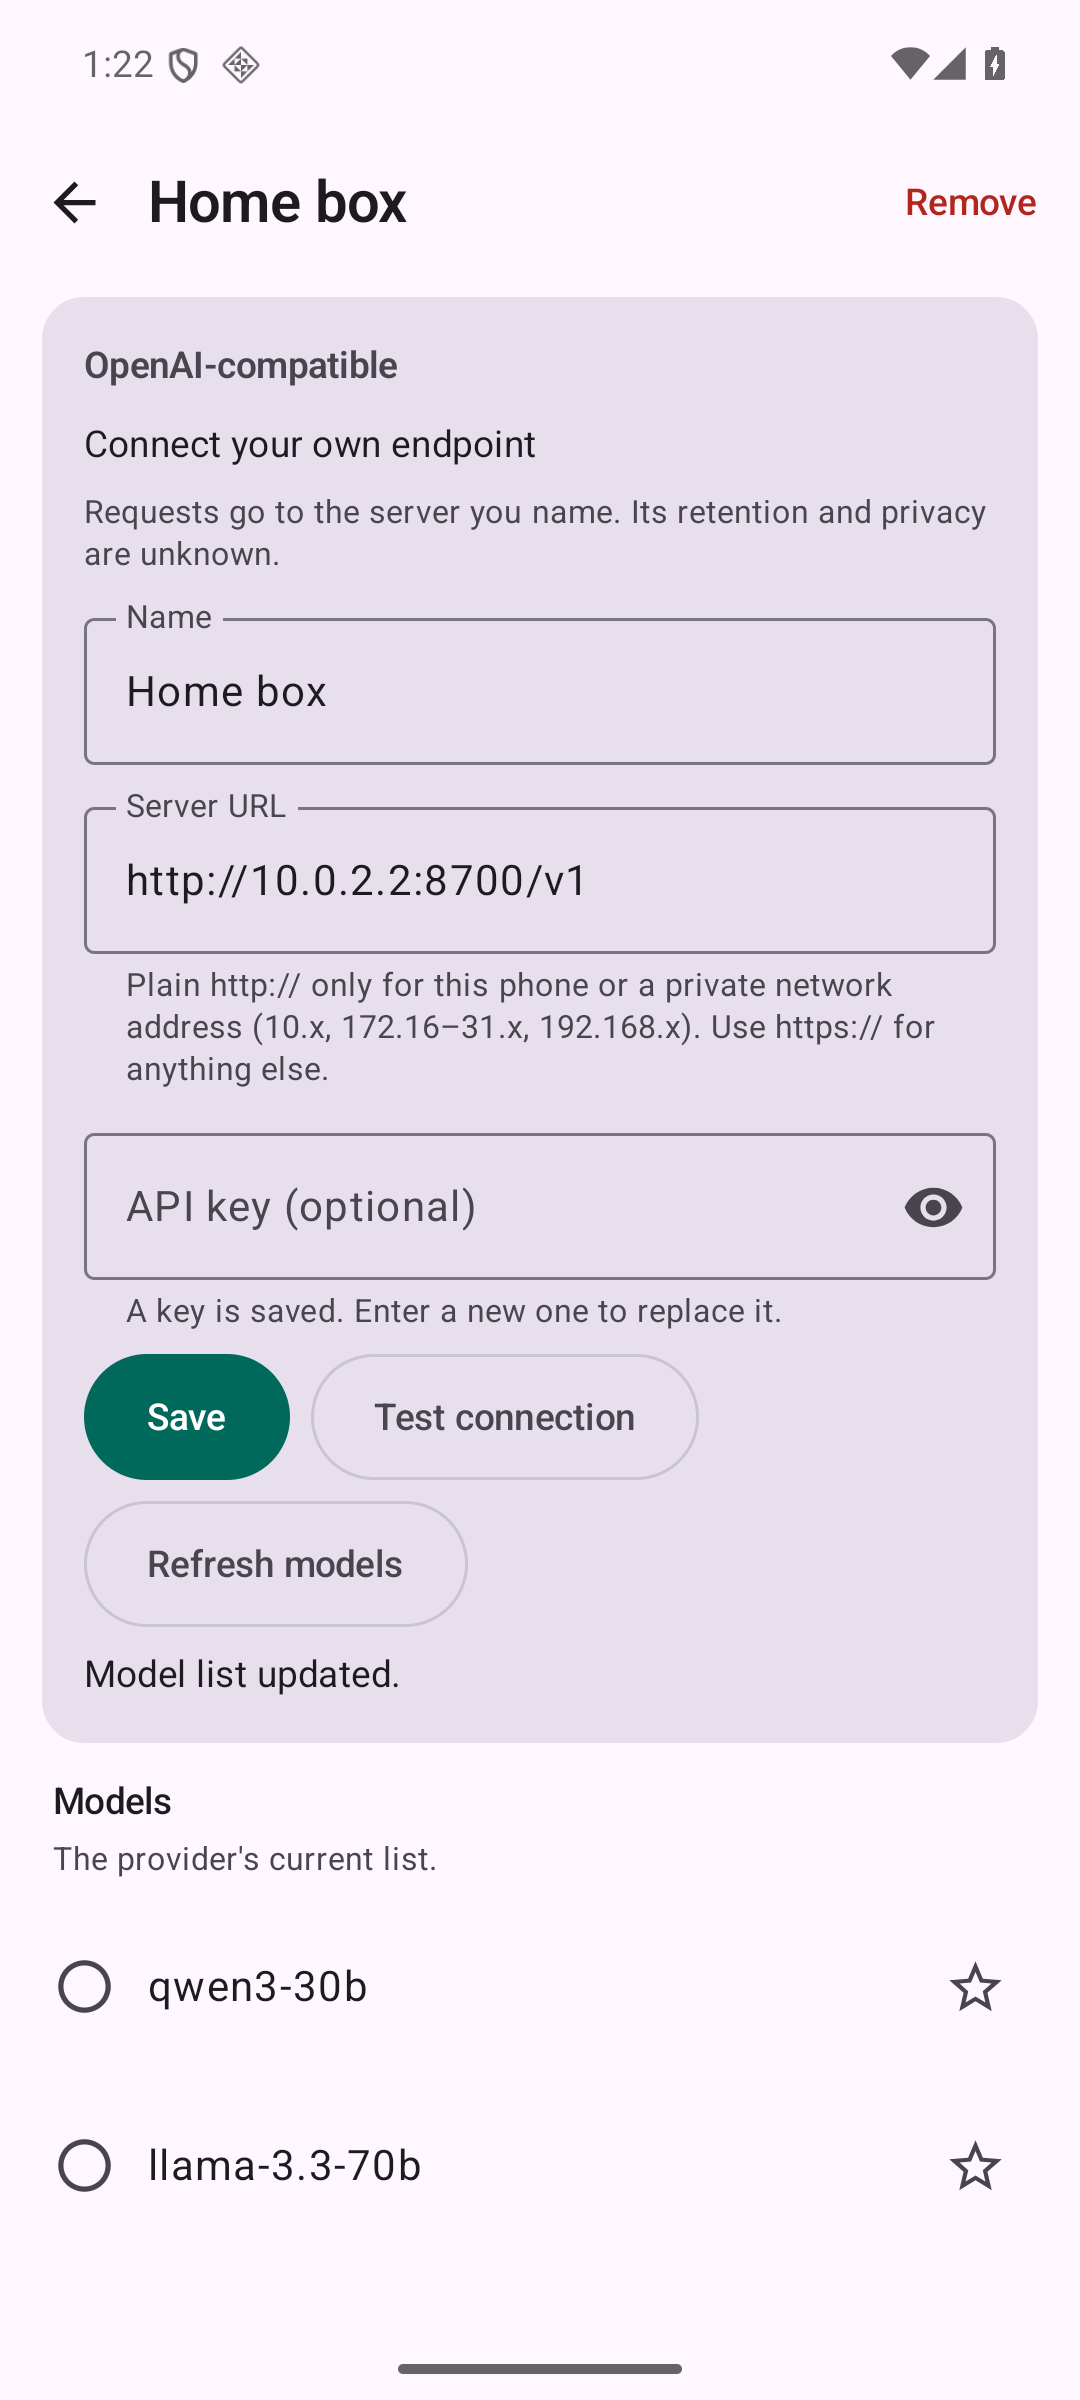 1:22
Home box
Remove
OpenAI-compatible
Connect your own endpoint
Requests go to the server you name. Its retention and privacy
are unknown.
Name
Home box
Server URL
http://10.0.2.2:8700/v1
Plain http:// only for this phone or a private network
address (10.x, 172.16–31.x, 192.168.x). Use https:// for
anything else.
API key (optional)
A key is saved. Enter a new one to replace it.
Save
Test connection
Refresh models
Model list updated.
Models
The provider's current list.
qwen3-30b
llama-3.3-70b